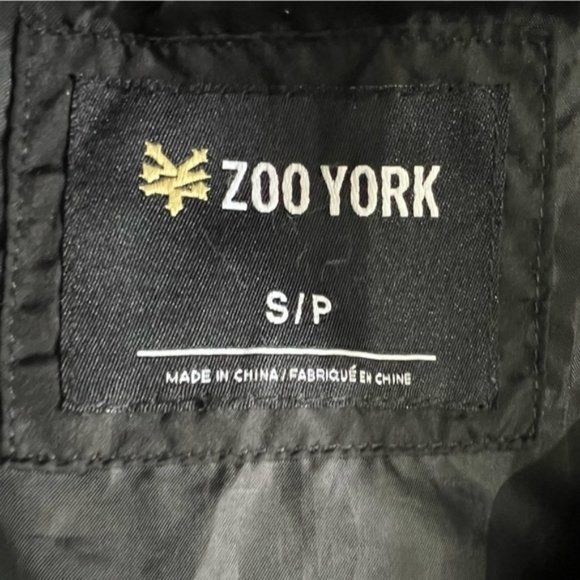 ZOO YORK
S/P
MADE IN CHINA/FABRIQUÉ EN CHINE